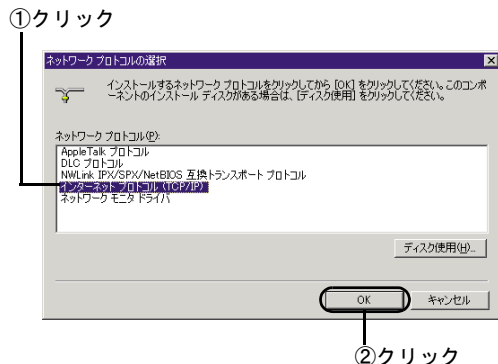 ①クリック
ネットワーク プロトコルの選択
インストールするネットワーク プロトコルをクリックしてから [OK] をクリックしてください。このコンポ
ーネントのインストール ディスクがある場合は、[ディスク使用] をクリックしてください。
ネットワーク プロトコル(P):
AppleTalk プロトコル
DLC プロトコル
NWLink IPX/SPX/NetBIOS 互換トランスポート プロトコル
インターネット プロトコル (TCP/IP)
ネットワーク モニタ ドライバ
ディスク使用(H)...
OK
キャンセル
②クリック